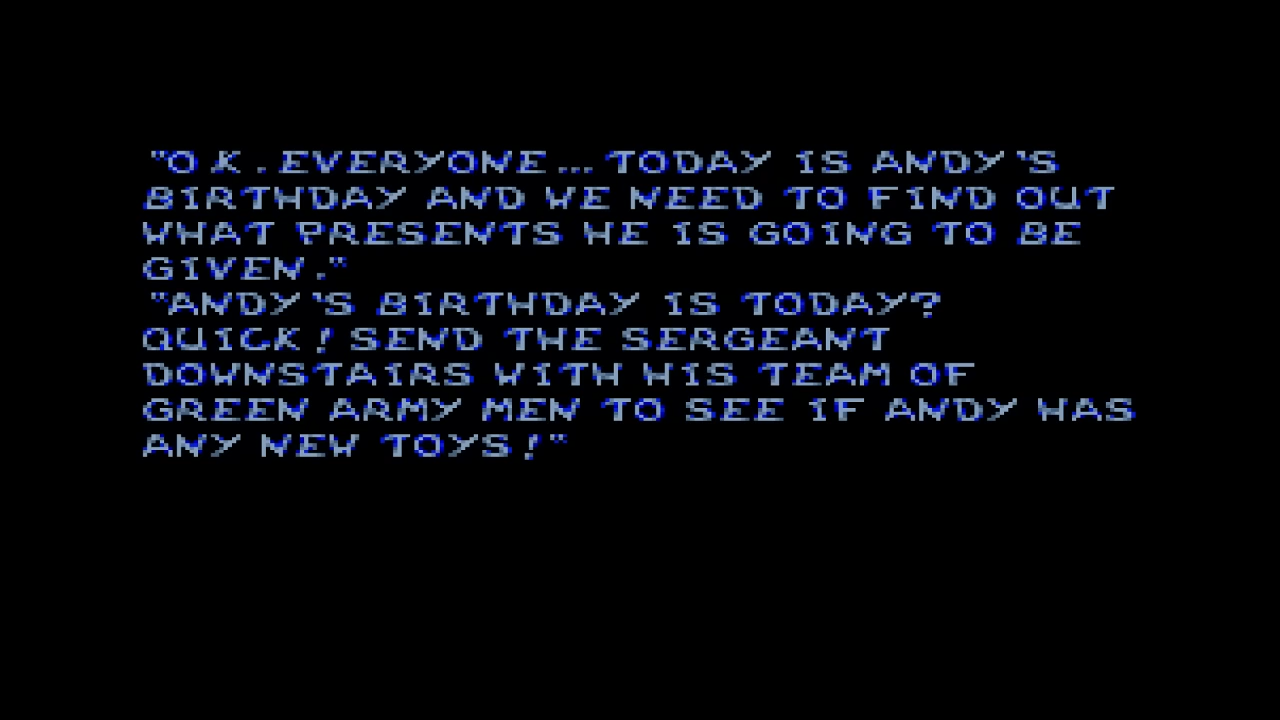 "O K . EVERYONE... TODAY IS ANDY'S
BIRTHDAY AND WE NEED TO FIND OUT
WHAT PRESENTS HE IS GOING TO BE
GIVEN."
"ANDY'S BIRTHDAY IS TODAY?
QUICK! SEND THE SERGEANT
DOWNSTAIRS WITH HIS TEAM OF
GREEN ARMY MEN TO SEE IF ANDY HAS
ANY NEW TOYS!"